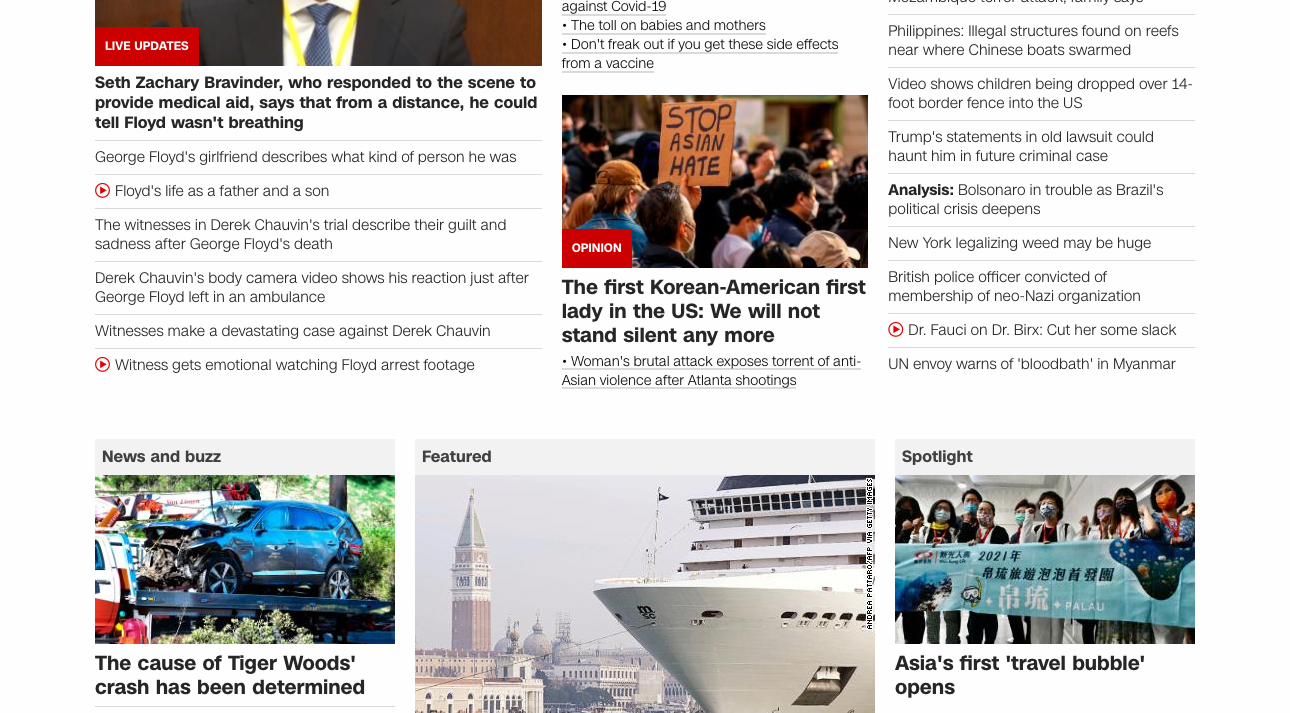 against Covid-19
• The toll on babies and mothers
• Don't freak out if you get these side effects
from a vaccine
LIVE UPDATES
Seth Zachary Bravinder, who responded to the scene to
provide medical aid, says that from a distance, he could
tell Floyd wasn't breathing
George Floyd's girlfriend describes what kind of person he was
Floyd's life as a father and a son
The witnesses in Derek Chauvin's trial describe their guilt and
sadness after George Floyd's death
Derek Chauvin's body camera video shows his reaction just after
George Floyd left in an ambulance
Witnesses make a devastating case against Derek Chauvin
Witness gets emotional watching Floyd arrest footage
STOP
ASIAN
HATE
OPINION
The first Korean-American first
lady in the US: We will not
stand silent any more
• Woman's brutal attack exposes torrent of anti-
Asian violence after Atlanta shootings
Mozambique terror attack, family says
Philippines: Illegal structures found on reefs
near where Chinese boats swarmed
Video shows children being dropped over 14-
foot border fence into the US
Trump's statements in old lawsuit could
haunt him in future criminal case
Analysis: Bolsonaro in trouble as Brazil's
political crisis deepens
New York legalizing weed may be huge
British police officer convicted of
membership of neo-Nazi organization
Dr. Fauci on Dr. Birx: Cut her some slack
UN envoy warns of 'bloodbath' in Myanmar
News and buzz
The cause of Tiger Woods'
crash has been determined
Featured
ANDREA PATTARO/AFP VIA GETTY IMAGES
msc
Spotlight
2021年
帛琉旅遊泡泡首發團
帛琉
PALAU
Asia's first 'travel bubble'
opens